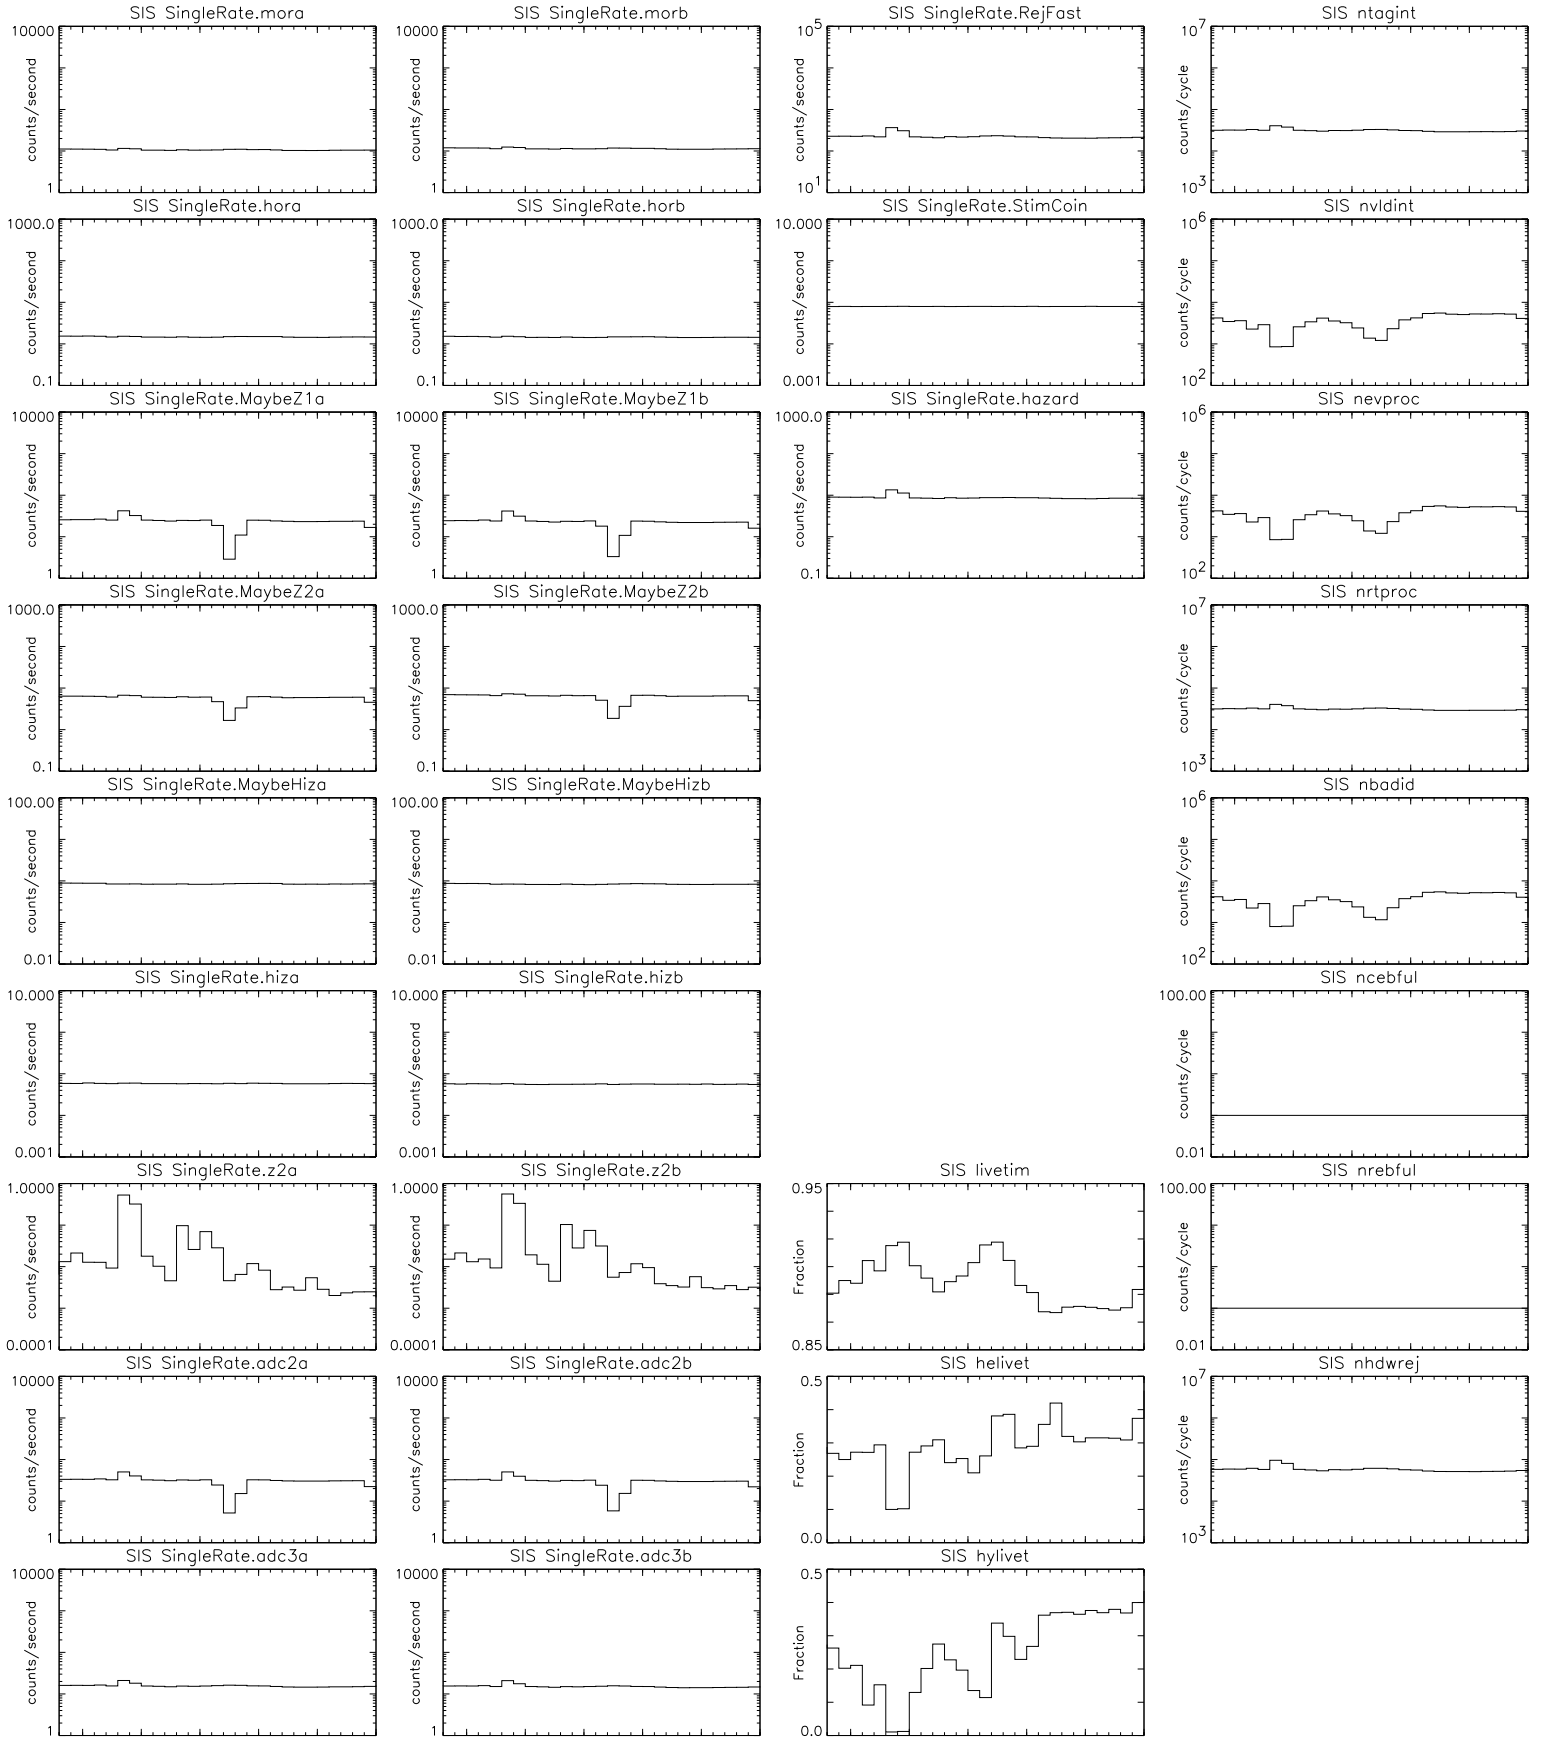 SIS SingleRate.mora
SIS SingleRate.morb
SIS SingleRate.RejFast
SIS ntagint
10000
counts/second
1
10000
counts/second
1
10^5
counts/second
10^1
10^7
counts/cycle
10^3
SIS SingleRate.hora
SIS SingleRate.horb
SIS SingleRate.StimCoin
SIS nvldint
1000.0
counts/second
0.1
1000.0
counts/second
0.1
10.000
counts/second
0.001
10^6
counts/cycle
10^2
SIS SingleRate.MaybeZ1a
SIS SingleRate.MaybeZ1b
SIS SingleRate.hazard
SIS nevproc
10000
counts/second
1
10000
counts/second
1
1000.0
counts/second
0.1
10^6
counts/cycle
10^2
SIS SingleRate.MaybeZ2a
SIS SingleRate.MaybeZ2b
SIS nrtproc
1000.0
counts/second
0.1
1000.0
counts/second
0.1
10^7
counts/cycle
10^3
SIS SingleRate.MaybeHiza
SIS SingleRate.MaybeHizb
SIS nbadid
100.00
counts/second
0.01
100.00
counts/second
0.01
10^6
counts/cycle
10^2
SIS SingleRate.hiza
SIS SingleRate.hizb
SIS ncebful
10.000
counts/second
0.001
10.000
counts/second
0.001
100.00
counts/cycle
0.01
SIS SingleRate.z2a
SIS SingleRate.z2b
SIS livetim
SIS nrebful
1.0000
counts/second
0.0001
1.0000
counts/second
0.0001
0.95
Fraction
0.85
100.00
counts/cycle
0.01
SIS SingleRate.adc2a
SIS SingleRate.adc2b
SIS helivet
SIS nhdwrej
10000
counts/second
1
10000
counts/second
1
0.5
Fraction
0.0
10^7
counts/cycle
10^3
SIS SingleRate.adc3a
SIS SingleRate.adc3b
SIS hylivet
10000
counts/second
1
10000
counts/second
1
0.5
Fraction
0.0